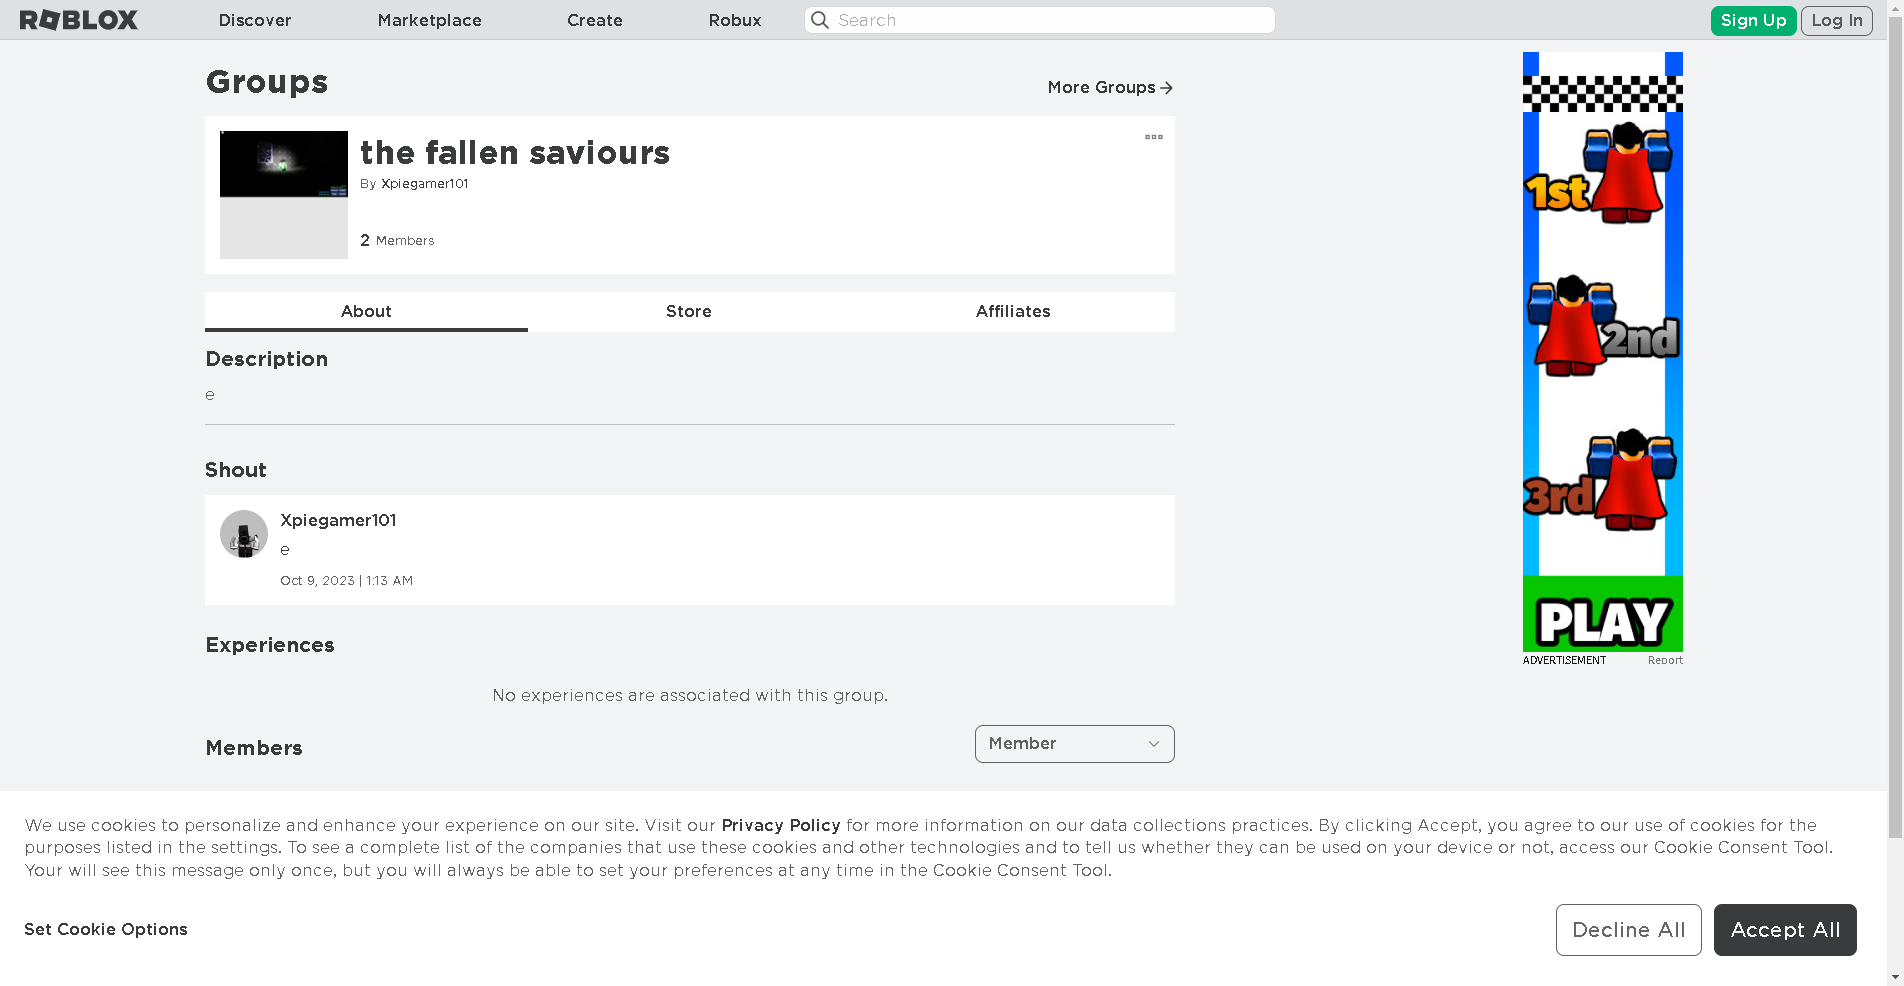 ROBLOX Discover Marketplace Create Robux Search Sign Up Log In
Groups
More Groups
the fallen saviours
By Xpiegamer101
2 Members
About Store Affiliates
Description
e
Shout
Xpiegamer101
e
Oct 9, 2023 | 1:13 AM
Experiences
No experiences are associated with this group.
Members
Member
1st
2nd
3rd
PLAY
ADVERTISEMENT Report
We use cookies to personalize and enhance your experience on our site. Visit our Privacy Policy for more information on our data collections practices. By clicking Accept, you agree to our use of cookies for the
purposes listed in the settings. To see a complete list of the companies that use these cookies and other technologies and to tell us whether they can be used on your device or not, access our Cookie Consent Tool.
Your will see this message only once, but you will always be able to set your preferences at any time in the Cookie Consent Tool.
Set Cookie Options
Decline All
Accept All